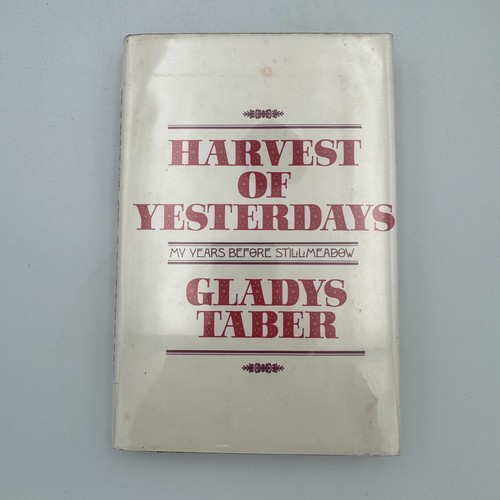 HARVEST
OF
YESTERDAYS
MY YEARS BEFORE STILLMEADOW
GLADYS
TABER